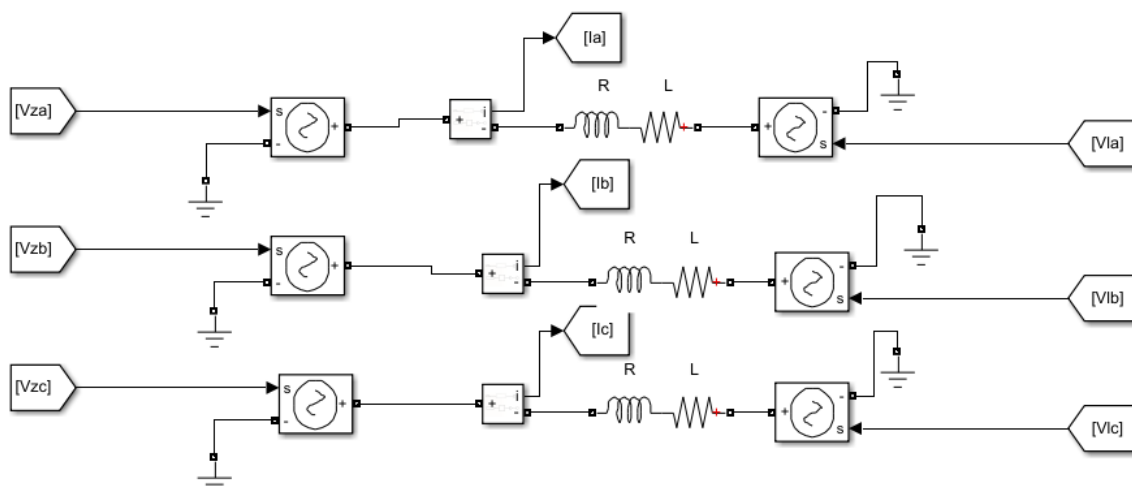 [Ia]
R L
[Vza] s + + i - + - s [Vla]
-
[Ib]
R L
[Vzb] s + + i - + - s [Vlb]
-
[Ic]
R L
[Vzc] s + + i - + - s [Vlc]
-